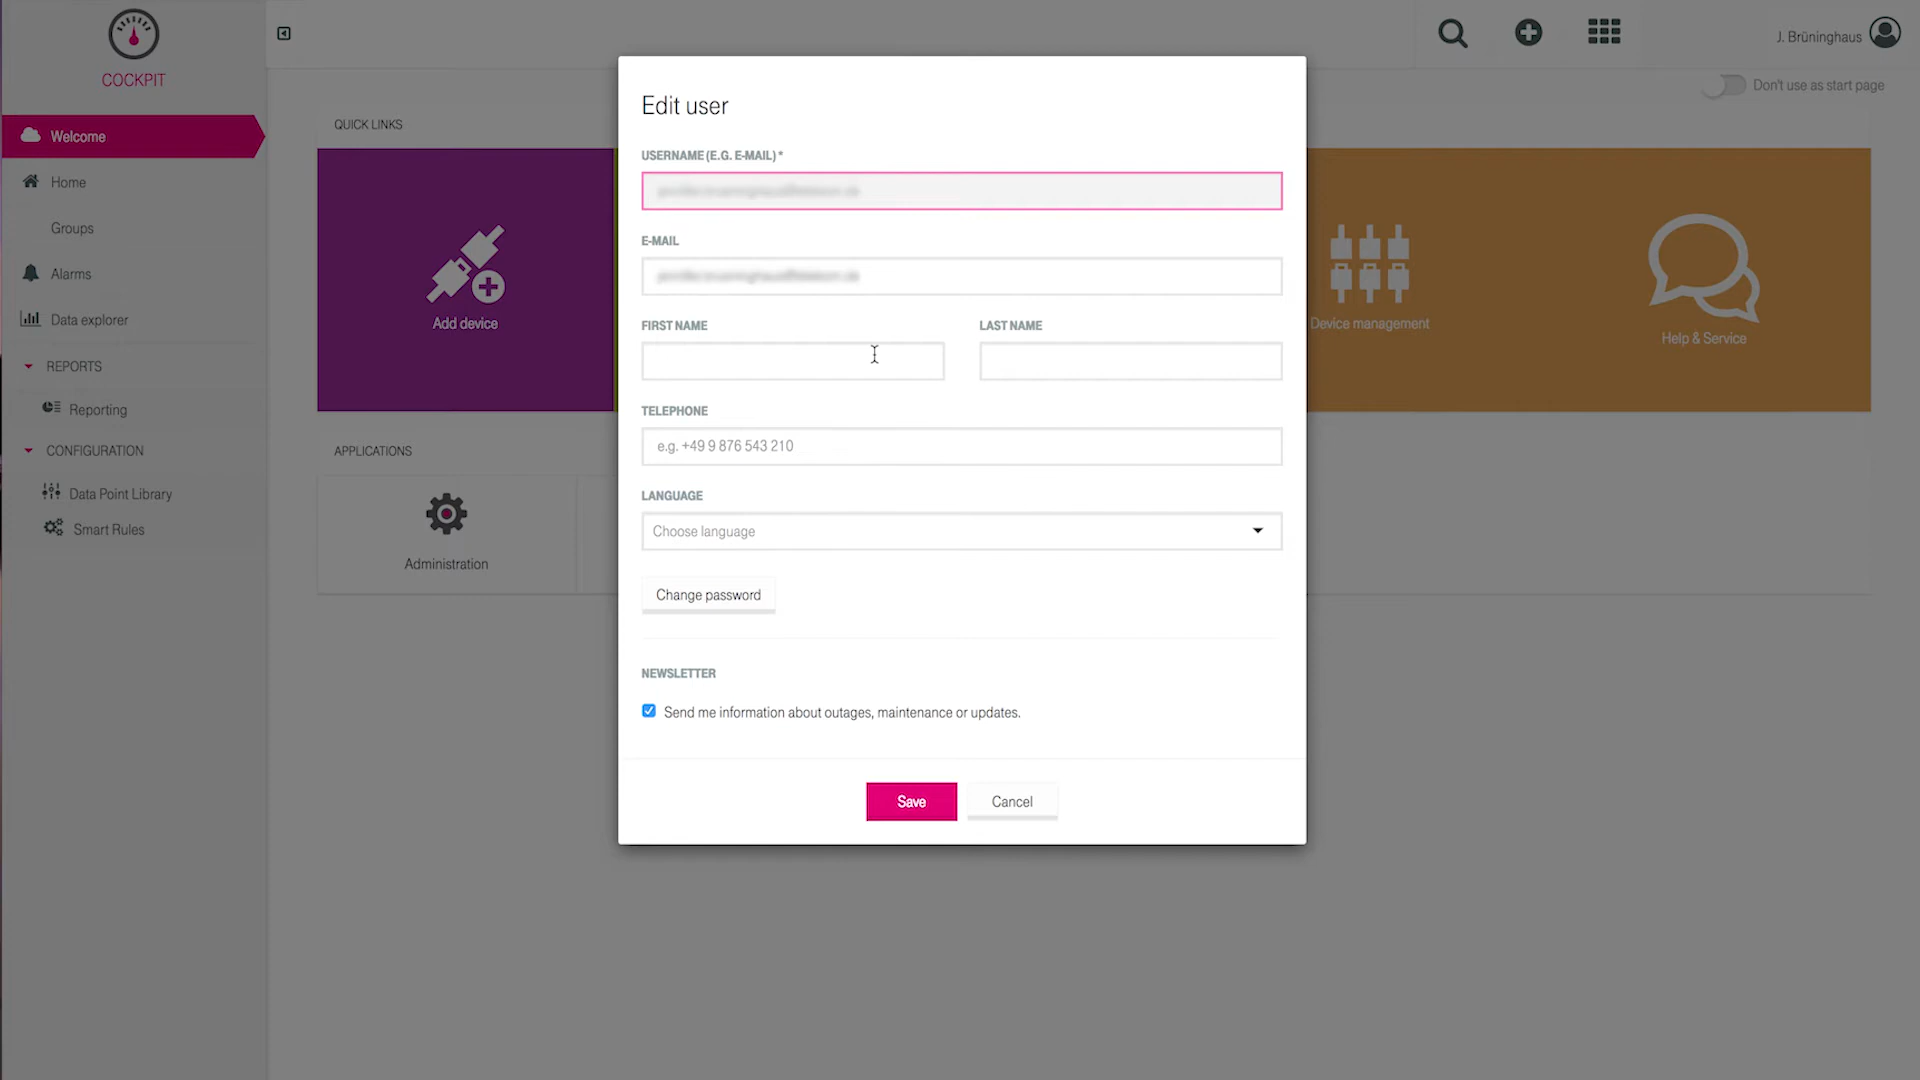 COCKPIT
J. Brüninghaus
Don't use as start page
Welcome
Home
Groups
Alarms
Data explorer
REPORTS
Reporting
CONFIGURATION
Data Point Library
Smart Rules
QUICK LINKS
Add device
Device management
Help & Service
APPLICATIONS
Administration
Edit user
USERNAME (E.G. E-MAIL) *
E-MAIL
FIRST NAME
LAST NAME
TELEPHONE
e.g. +49 9 876 543 210
LANGUAGE
Choose language
Change password
NEWSLETTER
Send me information about outages, maintenance or updates.
Save
Cancel